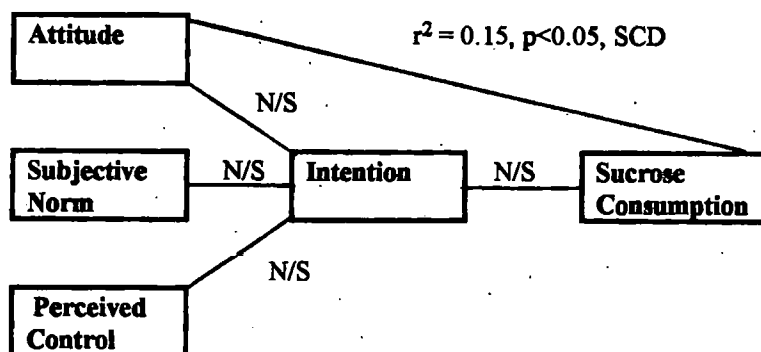 Attitude
r² = 0.15, p<0.05, SCD
N/S
Subjective
Norm
N/S
Intention
N/S
Sucrose
Consumption
N/S
Perceived
Control